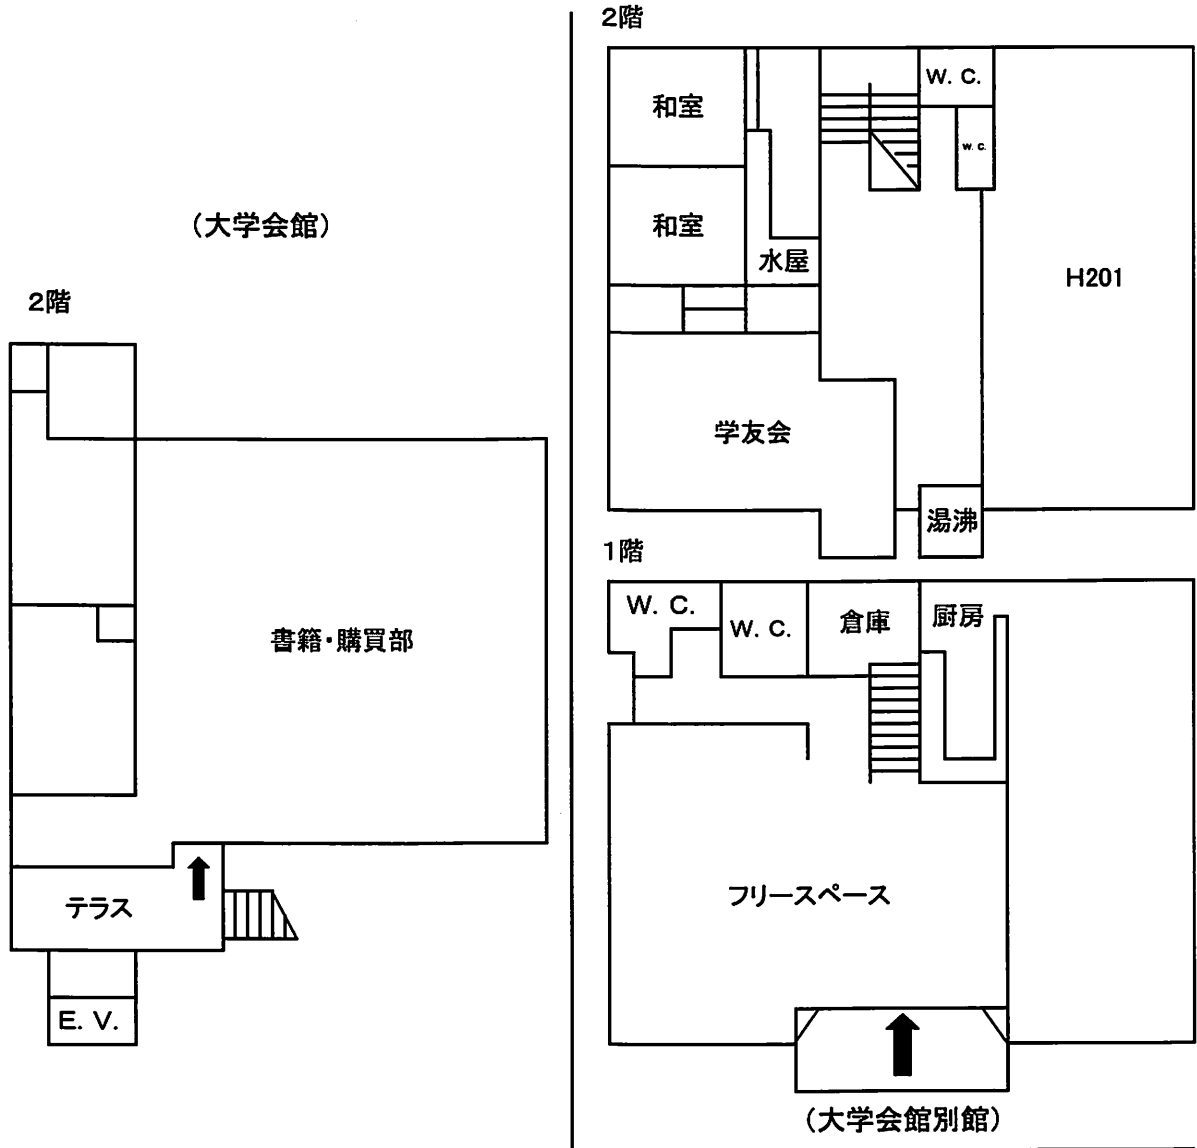 (大学会館)
2階
書籍・購買部
テラス
E. V.
2階
和室
W. C.
W. C.
和室
水屋
H201
学友会
湯沸
1階
W. C.
W. C.
倉庫
厨房
フリースペース
(大学会館別館)